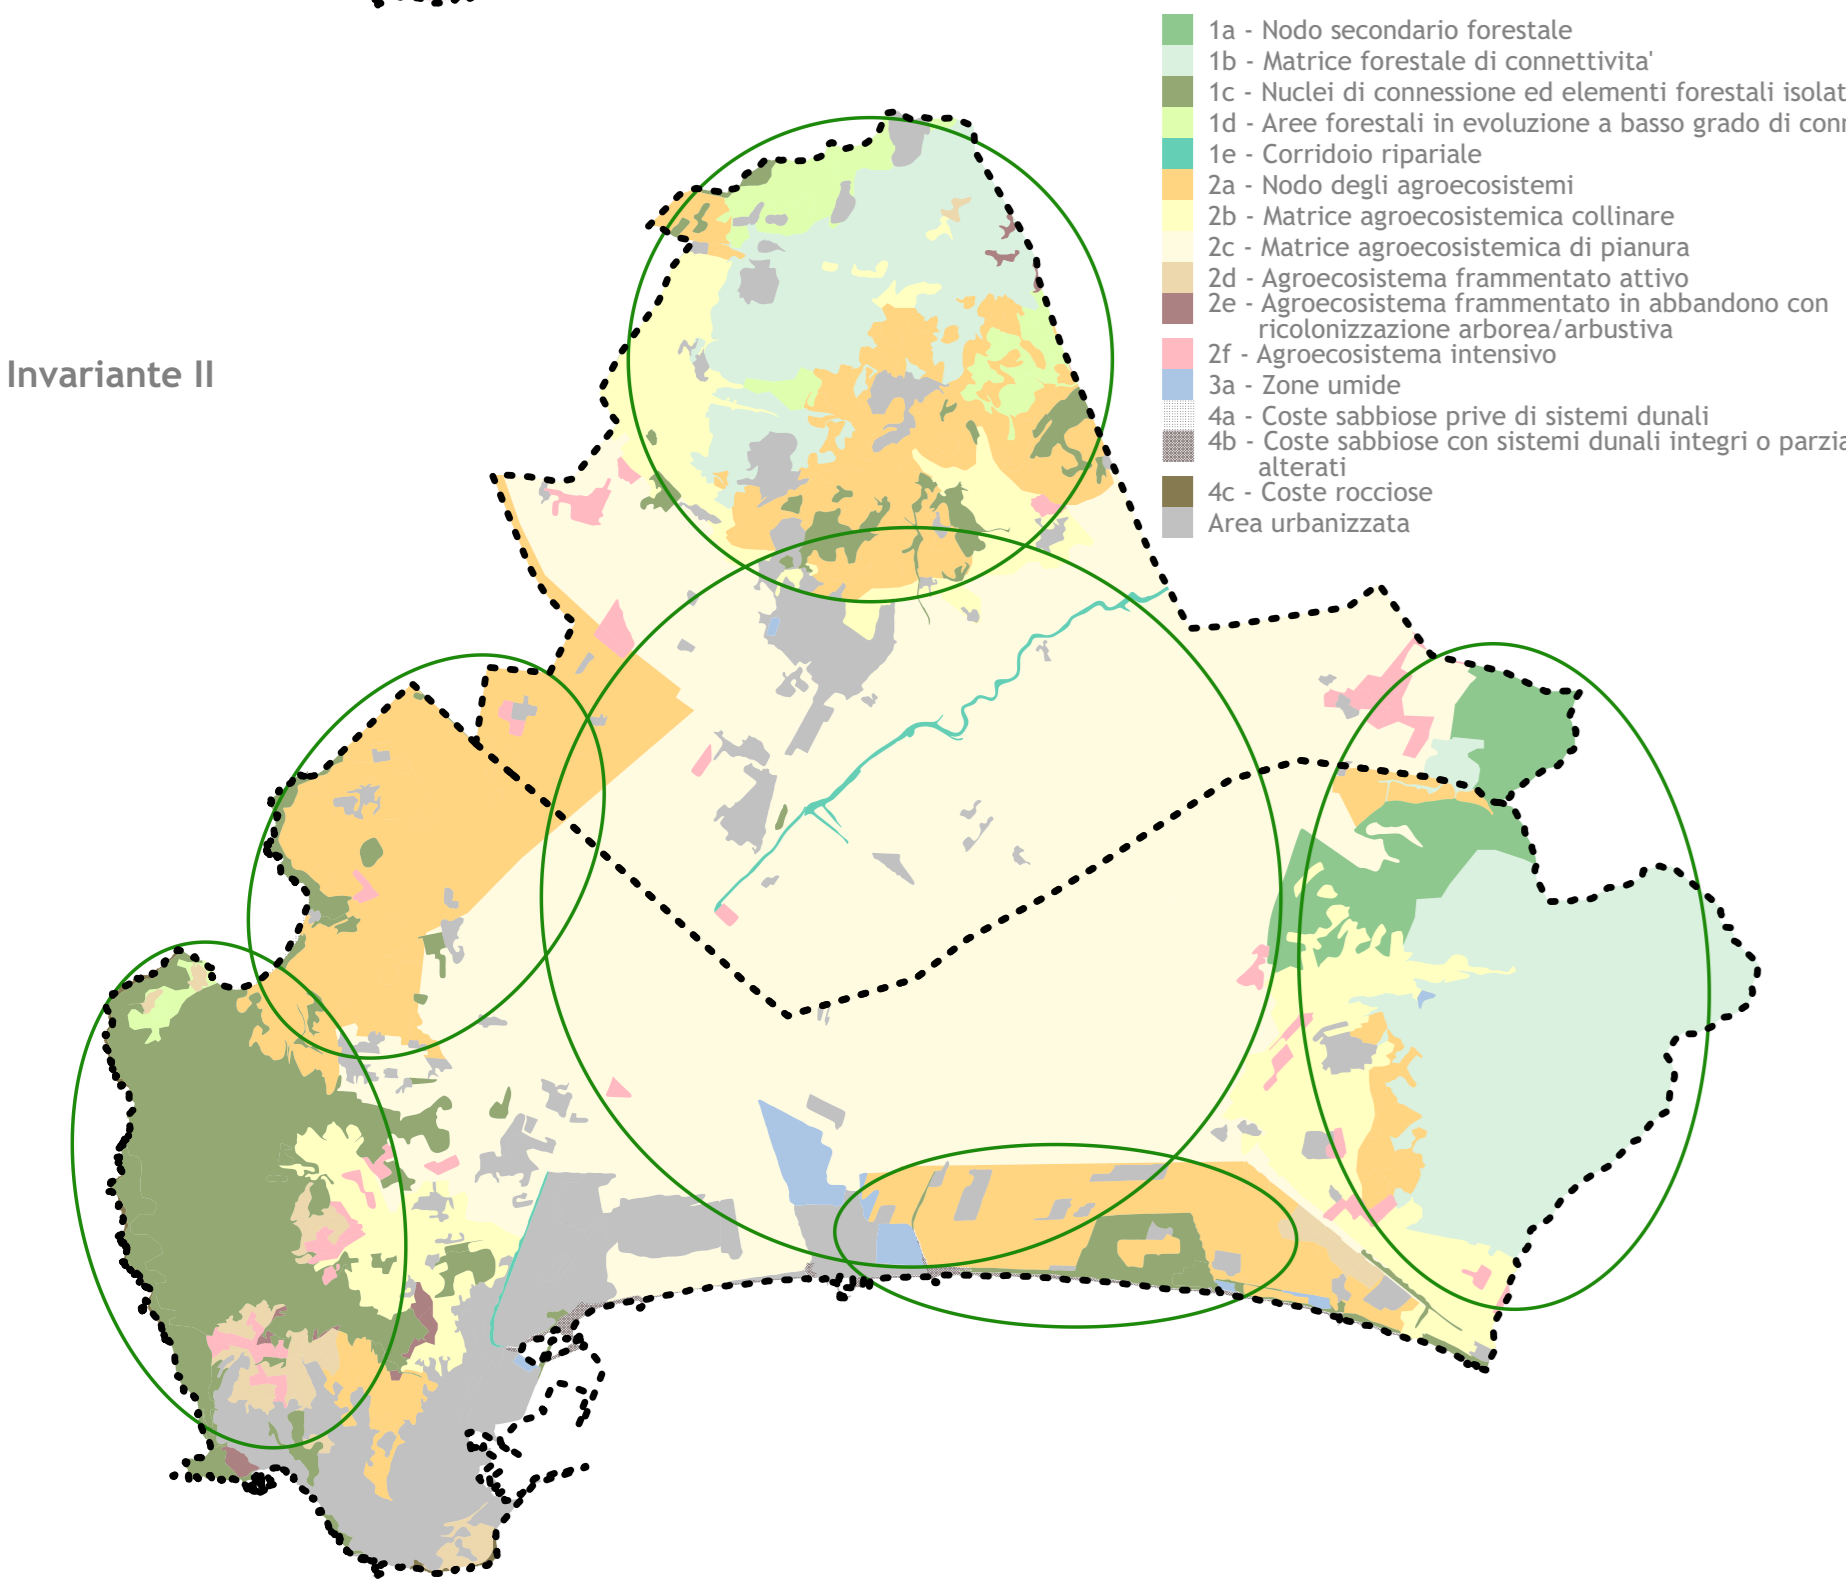 1a - Nodo secondario forestale
1b - Matrice forestale di connettivita'
1c - Nuclei di connessione ed elementi forestali isolat
1d - Aree forestali in evoluzione a basso grado di
1e - Corridoio ripariale
2a - Nodo degli agroecosistemi
2b - Matrice agroecosistemica collinare
2c - Matrice agroecosistemica di pianura
2d - Agroecosistema frammentato attivo
2e - Agroecosistema frammentato in abbandono con
ricolonizzazione arborea/arbustiva
2f - Agroecosistema intensivo
3a - Zone umide
4a - Coste sabbiose prive di sistemi dunali
4b - Coste sabbiose con sistemi dunali integri o parzia
alterati
4c - Coste rocciose
Area urbanizzata
Invariante II